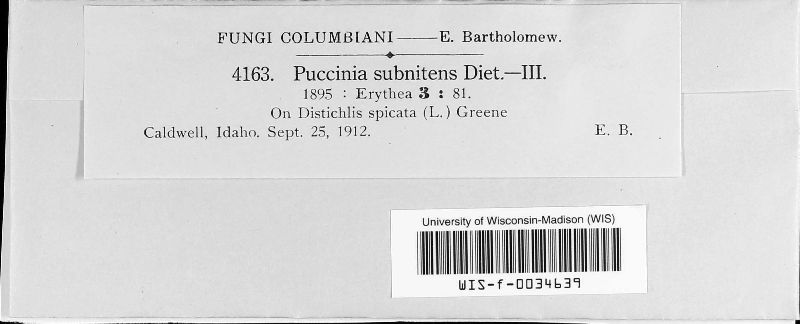 FUNGI COLUMBIANI——E. Bartholomew.
4163. Puccinia subnitens Diet.—III.
1895 : Erythea 3 : 81.
On Distichlis spicata (L.) Greene
Caldwell, Idaho. Sept. 25, 1912. E. B.
University of Wisconsin-Madison (WIS)
WIS-f-0034639